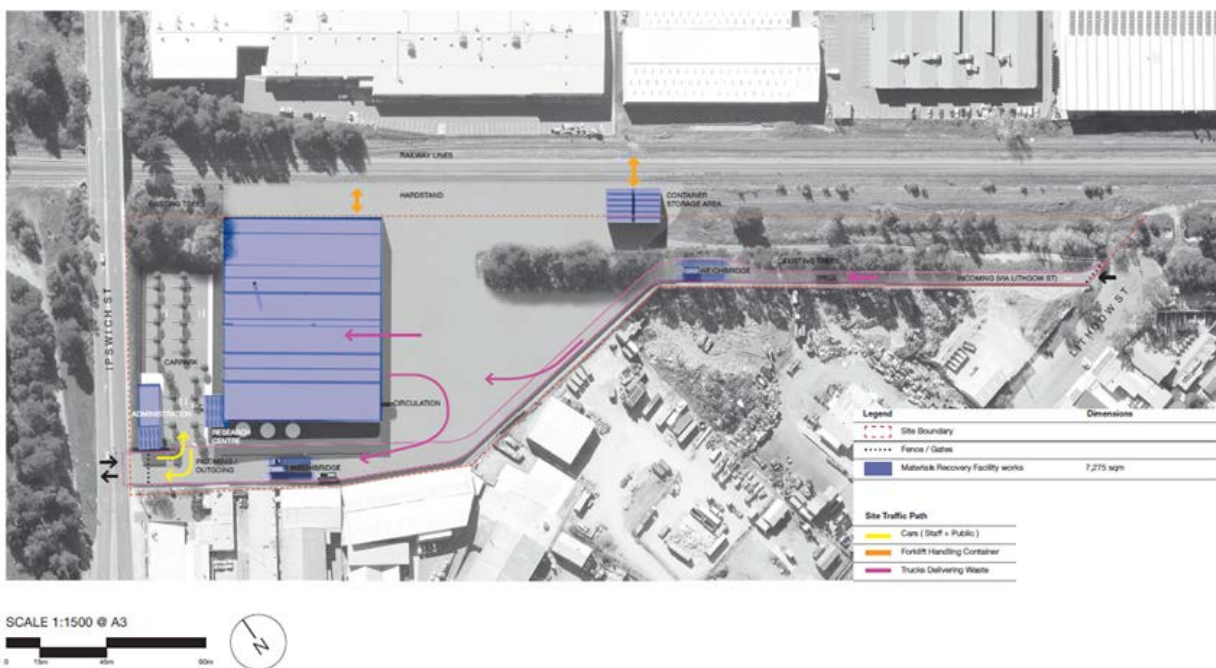 RAILWAY LINES
HARDSTAND
EXISTING TREES
CONTAINER
STORAGE AREA
EXISTING TREES
WEIGHBRIDGE
INCOMING (VIA LITHGOW ST)
LITHGOW ST
IPSWICH ST
CARPARK
ADMINISTRATION
RESEARCH
CENTRE
CIRCULATION
INCOMING /
OUTGOING
WEIGHBRIDGE
Legend
Dimensions
Site Boundary
Fence / Gates
Materials Recovery Facility works
7,275 sqm
Site Traffic Path
Cars ( Staff + Public )
Forklift Handling Container
Trucks Delivering Waste
SCALE 1:1500 @ A3
0 15m 45m 90m
N